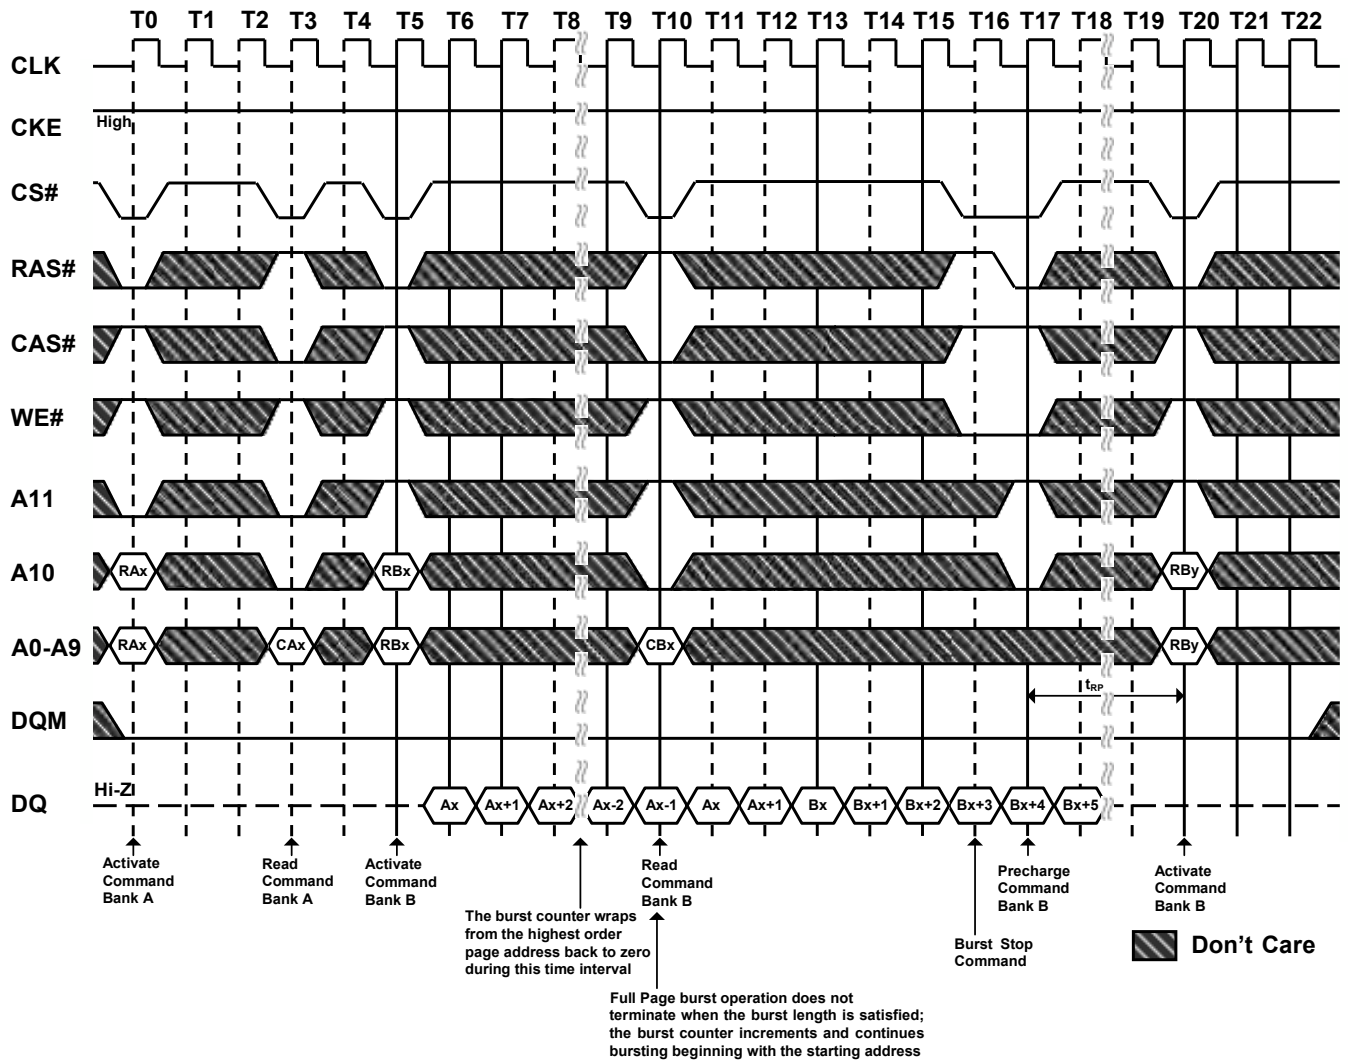 T0 T1 T2 T3 T4 T5 T6 T7 T8 T9 T10 T11 T12 T13 T14 T15 T16 T17 T18 T19 T20 T21 T22
CLK
CKE
High
CS#
RAS#
CAS#
WE#
A11
A10
RAx
RBx
RBy
A0-A9
RAx
CAx
RBx
CBx
RBy
tRP
DQM
DQ
Hi-Z
Ax
Ax+1
Ax+2
Ax-2
Ax-1
Ax
Ax+1
Bx
Bx+1
Bx+2
Bx+3
Bx+4
Bx+5
Activate
Command
Bank A
Read
Command
Bank A
Activate
Command
Bank B
The burst counter wraps
from the highest order
page address back to zero
during this time interval
Read
Command
Bank B
Full Page burst operation does not
terminate when the burst length is satisfied;
the burst counter increments and continues
bursting beginning with the starting address
Burst Stop
Command
Precharge
Command
Bank B
Activate
Command
Bank B
Don't Care